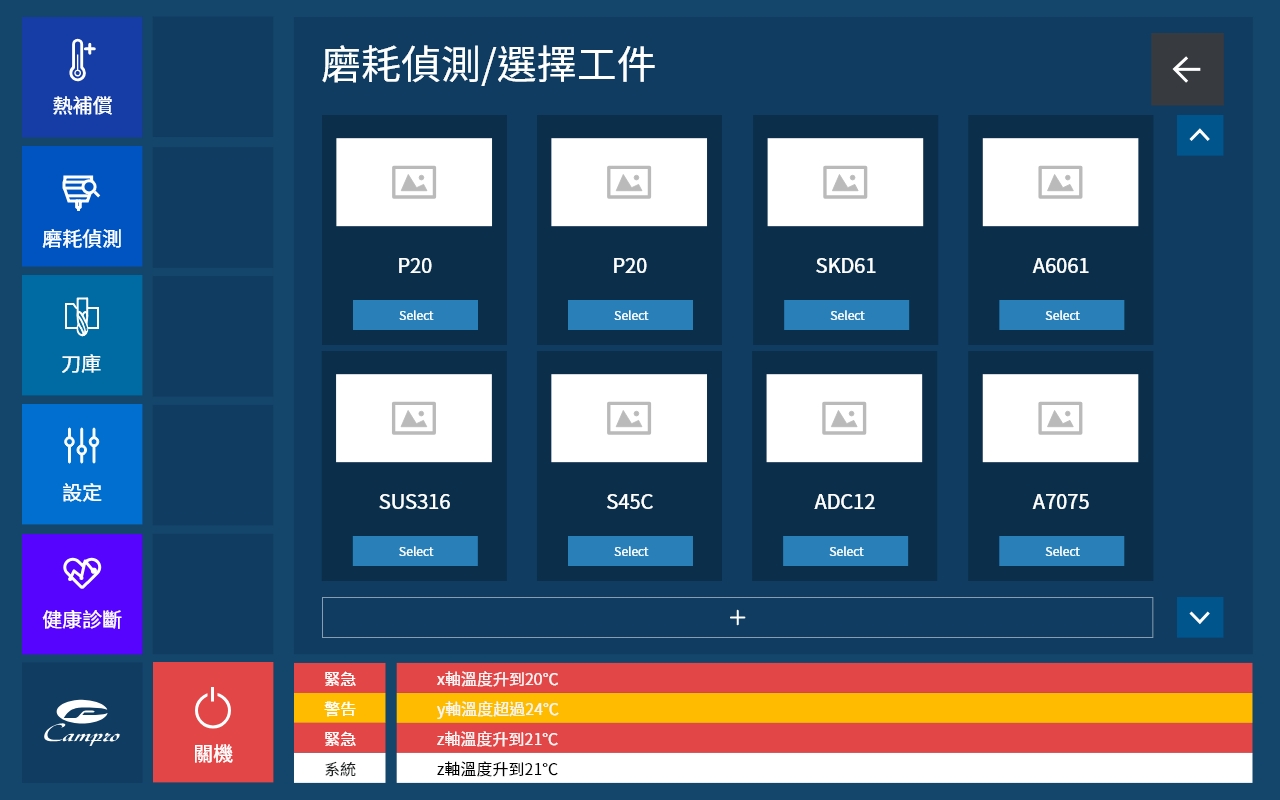 熱補償
磨耗偵測
刀庫
設定
健康診斷
Campro
關機
磨耗偵測/選擇工件
P20
Select
P20
Select
SKD61
Select
A6061
Select
SUS316
Select
S45C
Select
ADC12
Select
A7075
Select
+
緊急 x軸溫度升到20°C
警告 y軸溫度超過24°C
緊急 z軸溫度升到21°C
系統 z軸溫度升到21°C